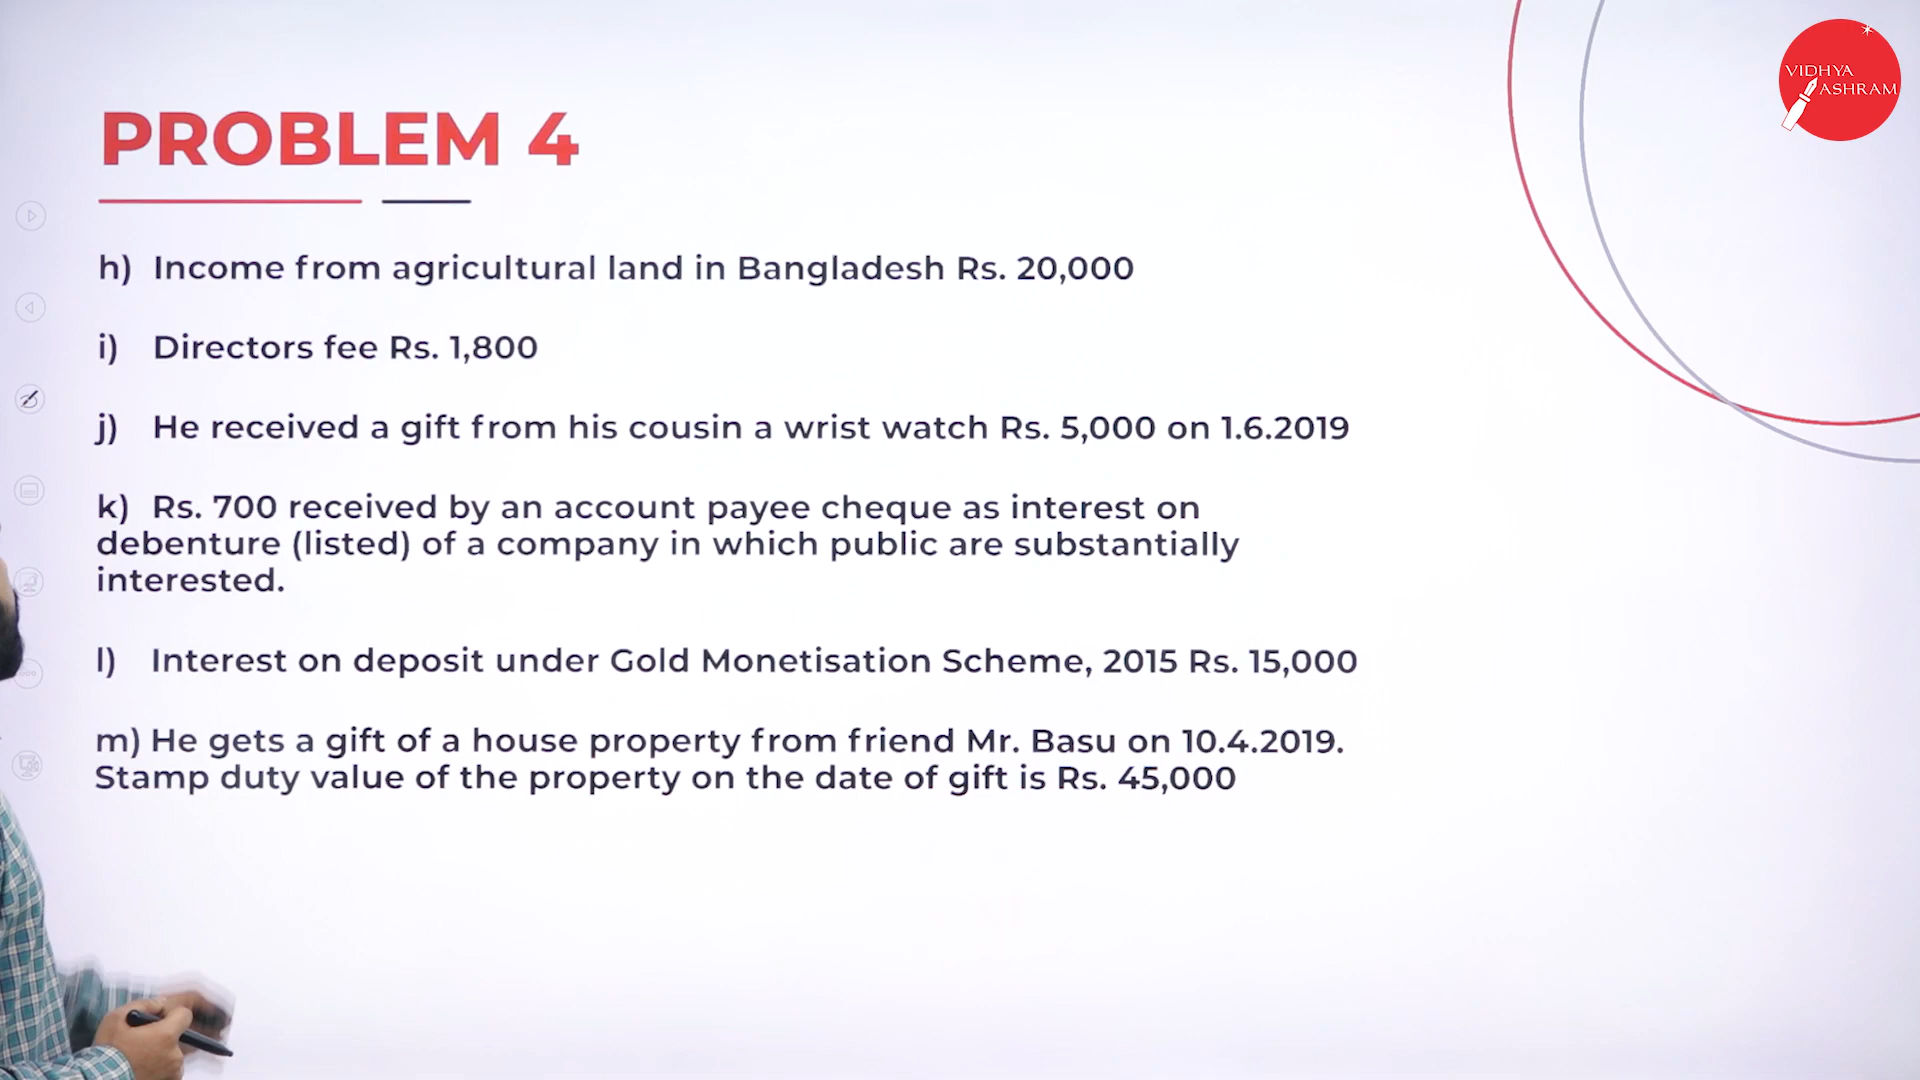 VIDHYA
ASHRAM
PROBLEM 4
h) Income from agricultural land in Bangladesh Rs. 20,000
i) Directors fee Rs. 1,800
j) He received a gift from his cousin a wrist watch Rs. 5,000 on 1.6.2019
k) Rs. 700 received by an account payee cheque as interest on
debenture (listed) of a company in which public are substantially
interested.
l) Interest on deposit under Gold Monetisation Scheme, 2015 Rs. 15,000
m) He gets a gift of a house property from friend Mr. Basu on 10.4.2019.
Stamp duty value of the property on the date of gift is Rs. 45,000